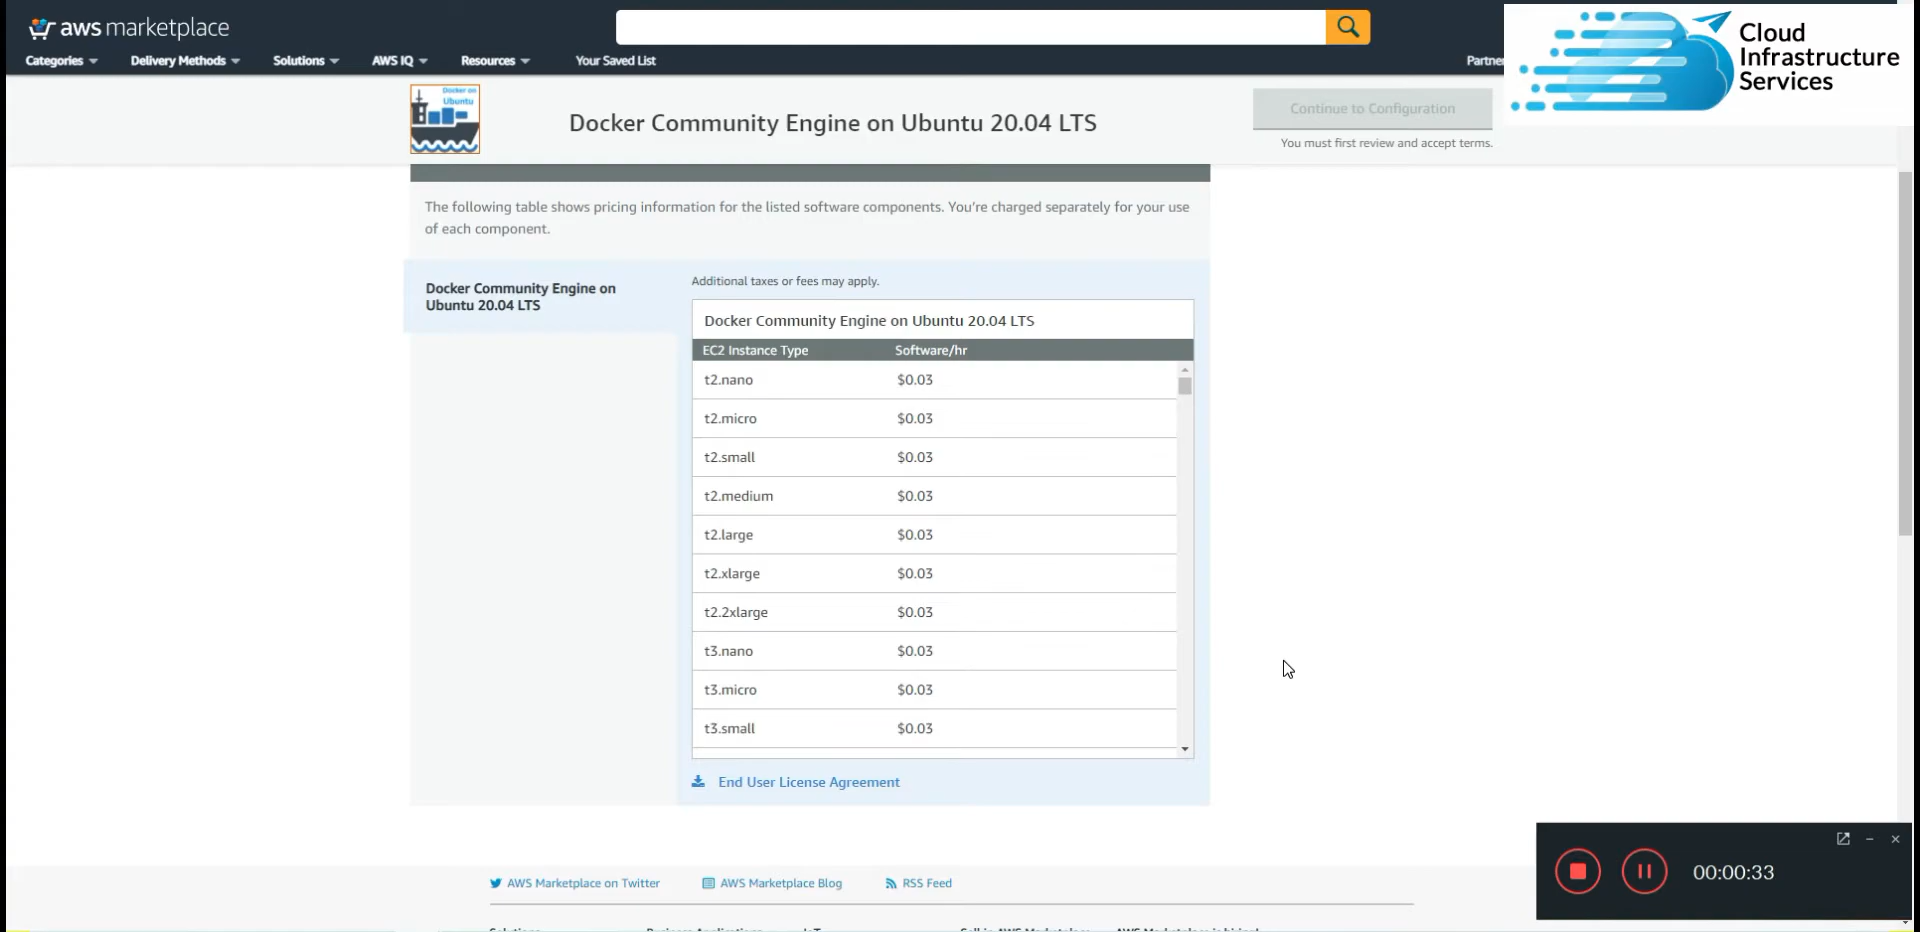 aws marketplace
Categories
Delivery Methods
Solutions
AWS IQ
Resources
Your Saved List
Partner
Cloud
Infrastructure
Services
Docker on
Ubuntu
Docker Community Engine on Ubuntu 20.04 LTS
Continue to Configuration
You must first review and accept terms.
The following table shows pricing information for the listed software components. You're charged separately for your use
of each component.
Docker Community Engine on
Ubuntu 20.04 LTS
Additional taxes or fees may apply.
Docker Community Engine on Ubuntu 20.04 LTS
EC2 Instance Type Software/hr
t2.nano $0.03
t2.micro $0.03
t2.small $0.03
t2.medium $0.03
t2.large $0.03
t2.xlarge $0.03
t2.2xlarge $0.03
t3.nano $0.03
t3.micro $0.03
t3.small $0.03
End User License Agreement
AWS Marketplace on Twitter
AWS Marketplace Blog
RSS Feed
00:00:33